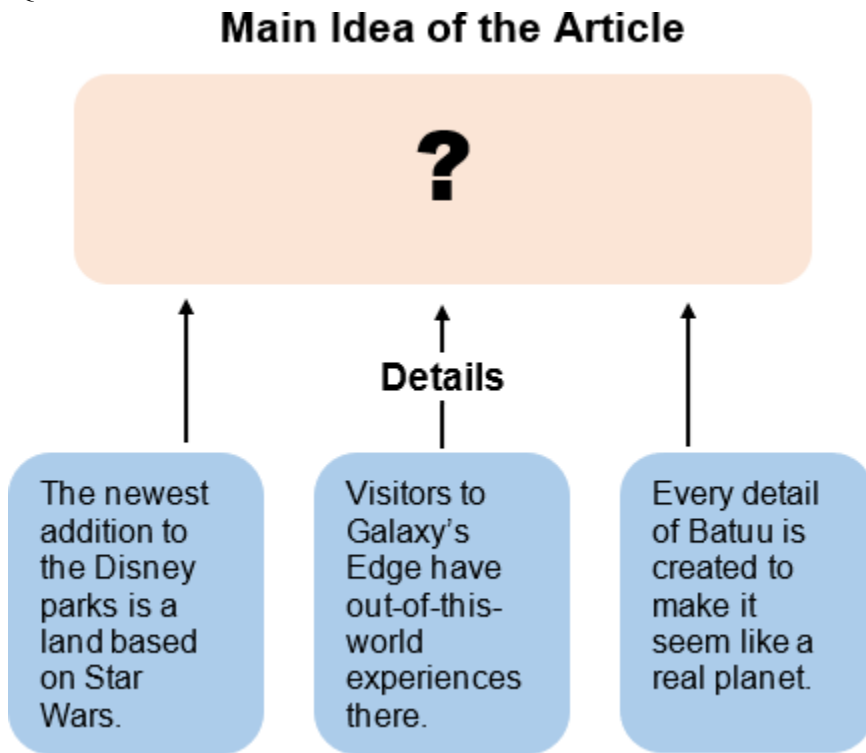 Main Idea of the Article
?
Details
The newest
addition to
the Disney
parks is a
land based
on Star
Wars.
Visitors to
Galaxy's
Edge have
out-of-this-
world
experiences
there.
Every detail
of Batuu is
created to
make it
seem like a
real planet.